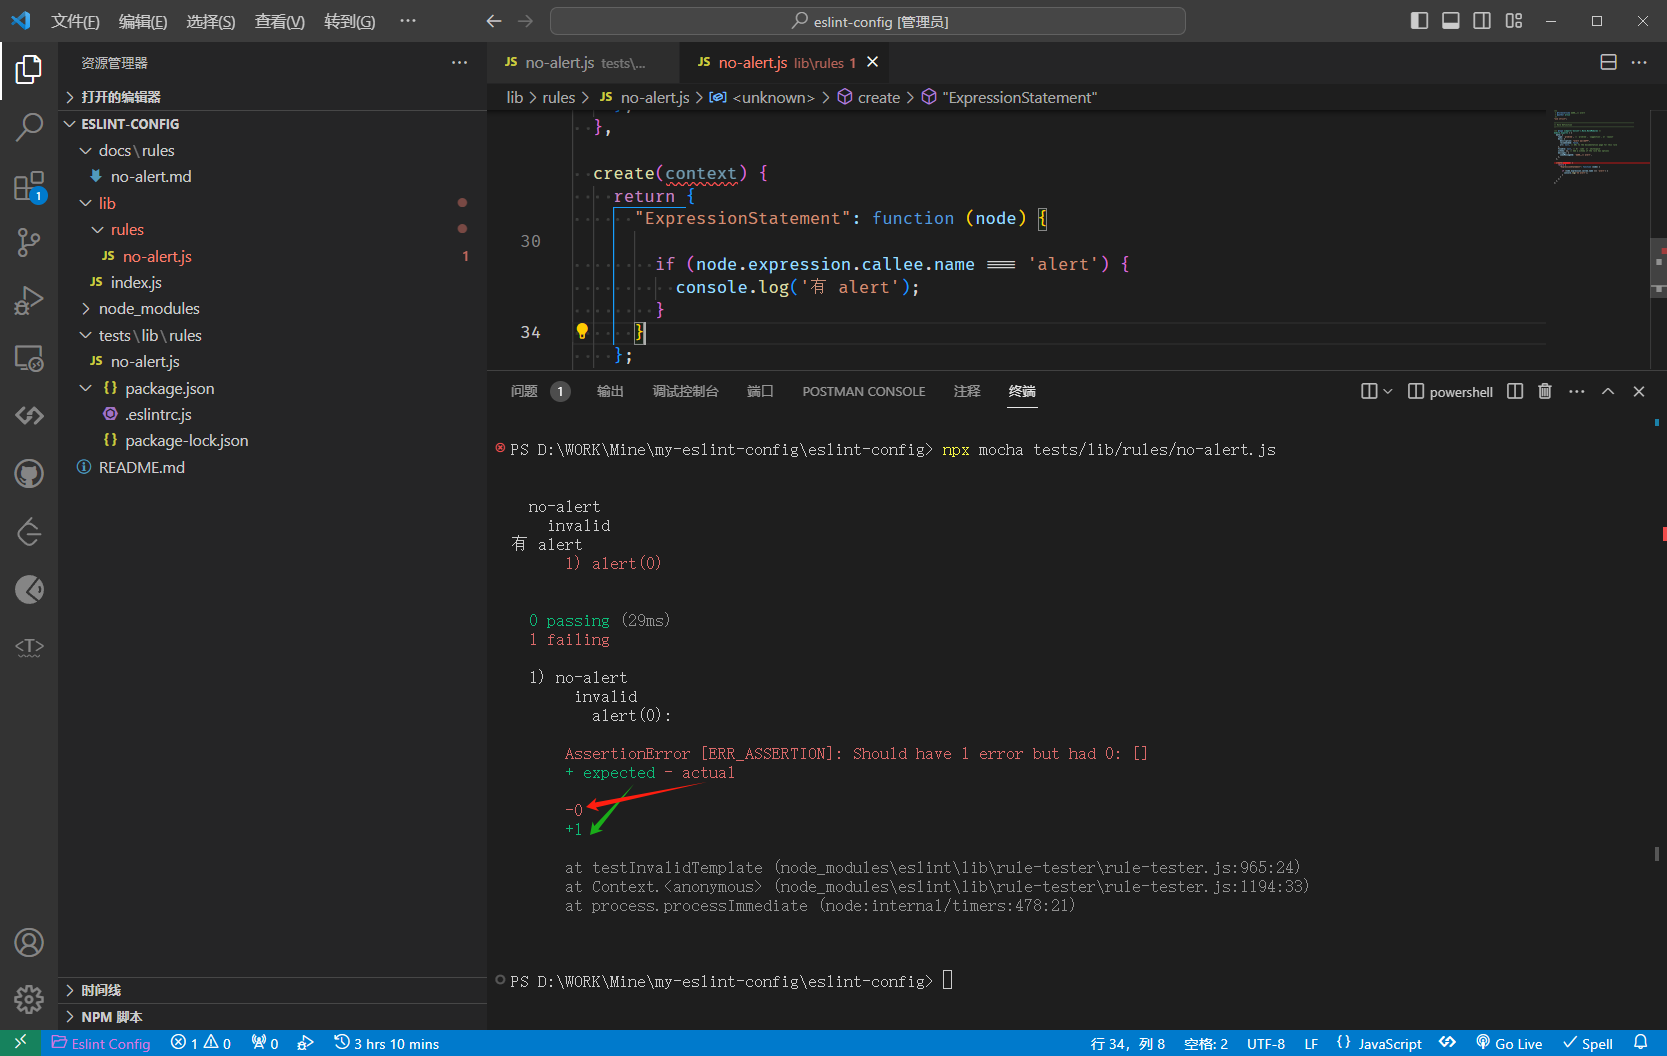 文件(F) 编辑(E) 选择(S) 查看(V) 转到(G) ··· eslint-config [管理员]
资源管理器 ···
打开的编辑器
ESLINT-CONFIG
docs\rules
no-alert.md
lib
rules
JS no-alert.js 1
JS index.js
node_modules
tests\lib\rules
JS no-alert.js
{} package.json
.eslintrc.js
{} package-lock.json
README.md
时间线
NPM 脚本
1
JS no-alert.js tests\... JS no-alert.js lib\rules 1
lib > rules > JS no-alert.js > <unknown> > create > "ExpressionStatement"
},
create(context) {
return {
"ExpressionStatement": function (node) {
30
if (node.expression.callee.name === 'alert') {
console.log('有 alert');
}
34 }
};
问题 1 输出 调试控制台 端口 POSTMAN CONSOLE 注释 终端 powershell
PS D:\WORK\Mine\my-eslint-config\eslint-config> npx mocha tests/lib/rules/no-alert.js
no-alert
invalid
有 alert
1) alert(0)
0 passing (29ms)
1 failing
1) no-alert
invalid
alert(0):
AssertionError [ERR_ASSERTION]: Should have 1 error but had 0: []
+ expected - actual
-0
+1
at testInvalidTemplate (node_modules\eslint\lib\rule-tester\rule-tester.js:965:24)
at Context.<anonymous> (node_modules\eslint\lib\rule-tester\rule-tester.js:1194:33)
at process.processImmediate (node:internal/timers:478:21)
PS D:\WORK\Mine\my-eslint-config\eslint-config>
Eslint Config 1 0 0 3 hrs 10 mins 行 34, 列 8 空格: 2 UTF-8 LF {} JavaScript Go Live Spell